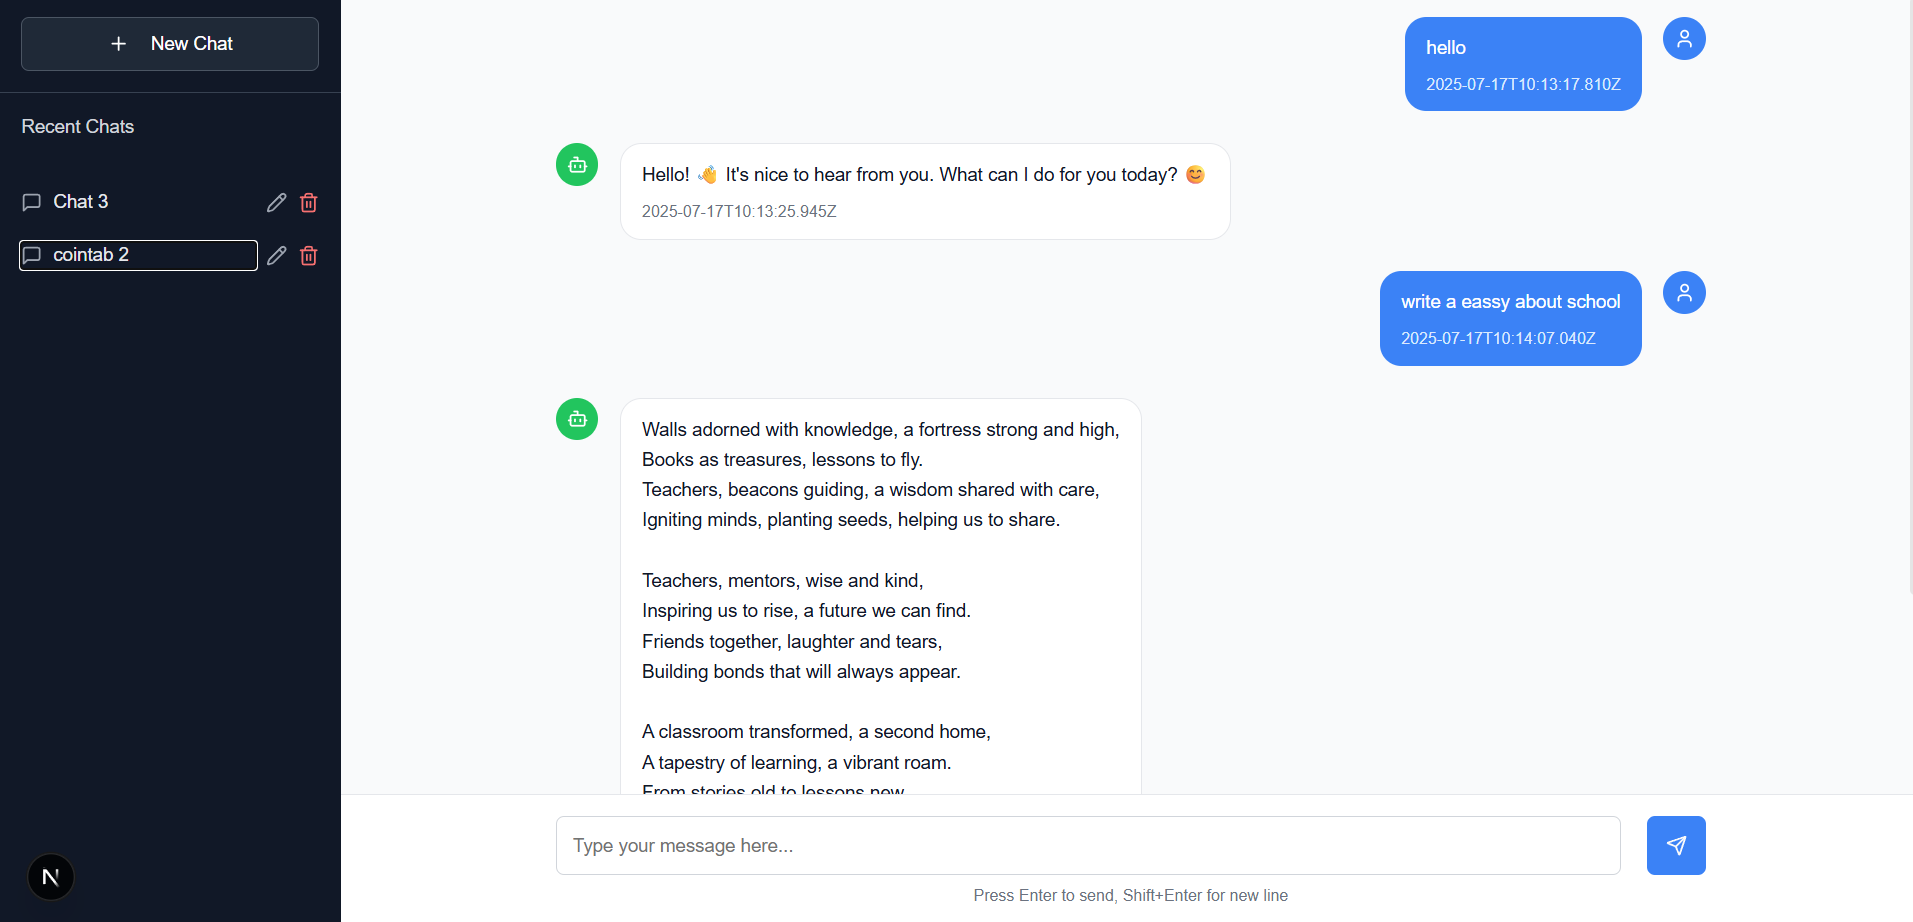 New Chat
Recent Chats
Chat 3
cointab 2
hello
2025-07-17T10:13:17.810Z
Hello! 👋 It's nice to hear from you. What can I do for you today? 😊
2025-07-17T10:13:25.945Z
write a eassy about school
2025-07-17T10:14:07.040Z
Walls adorned with knowledge, a fortress strong and high,
Books as treasures, lessons to fly.
Teachers, beacons guiding, a wisdom shared with care,
Igniting minds, planting seeds, helping us to share.
Teachers, mentors, wise and kind,
Inspiring us to rise, a future we can find.
Friends together, laughter and tears,
Building bonds that will always appear.
A classroom transformed, a second home,
A tapestry of learning, a vibrant roam.
From stories old to lessons new
Type your message here...
Press Enter to send, Shift+Enter for new line
N